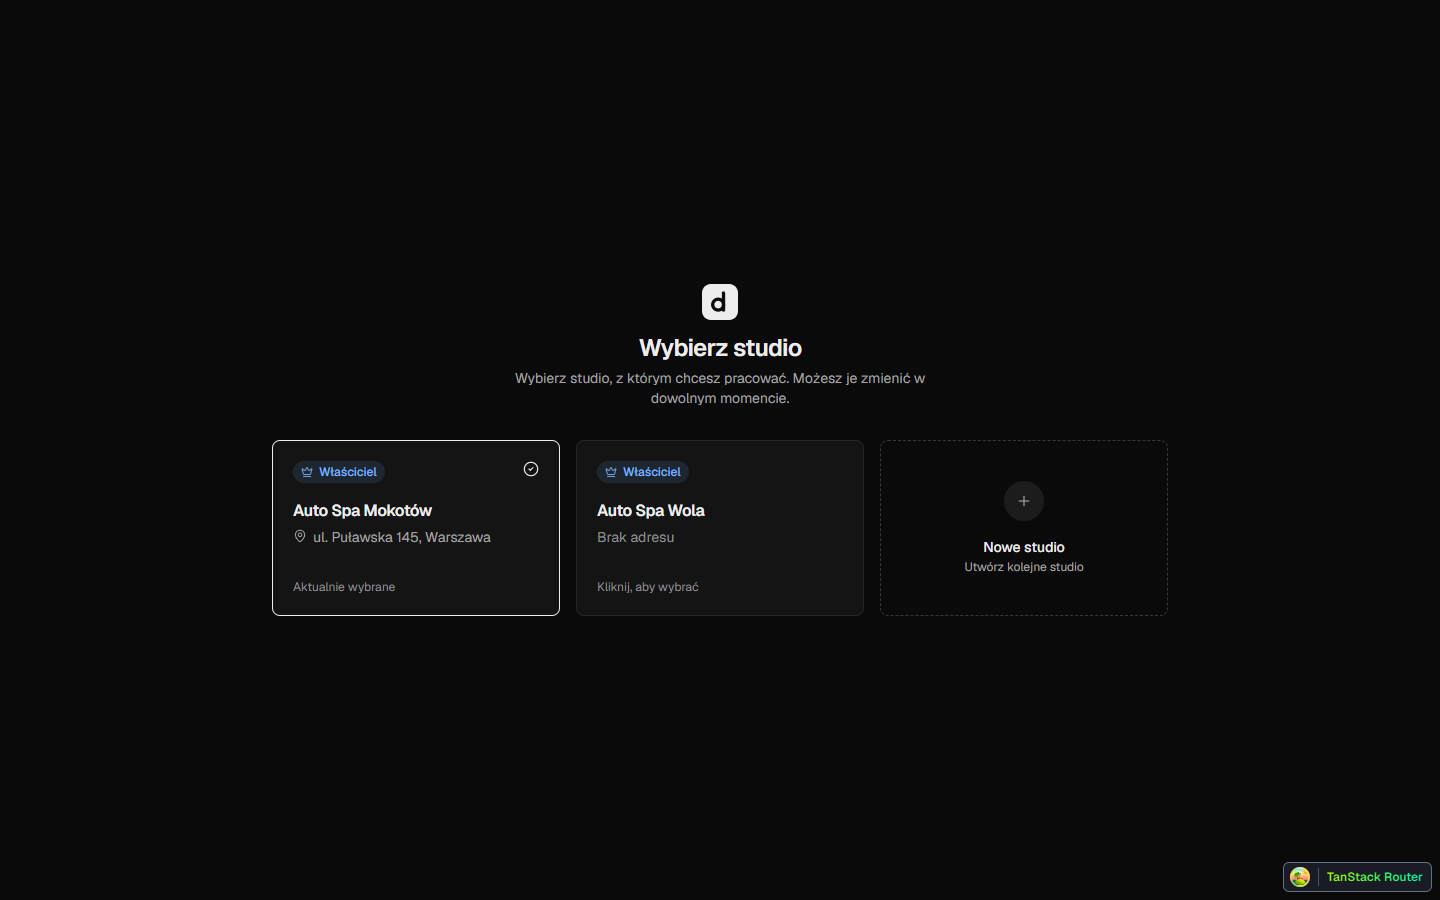 d
Wybierz studio
Wybierz studio, z którym chcesz pracować. Możesz je zmienić w
dowolnym momencie.
Właściciel
Auto Spa Mokotów
ul. Puławska 145, Warszawa
Aktualnie wybrane
Właściciel
Auto Spa Wola
Brak adresu
Kliknij, aby wybrać
Nowe studio
Utwórz kolejne studio
TanStack Router